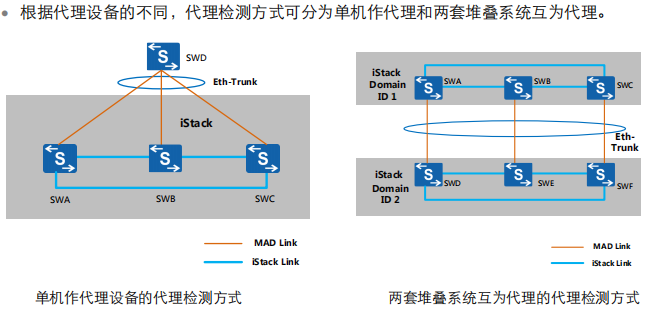 • 根据代理设备的不同，代理检测方式可分为单机作代理和两套堆叠系统互为代理。
S SWD
Eth-Trunk
iStack
S S S
SWA SWB SWC
MAD Link
iStack Link
单机作代理设备的代理检测方式
iStack
Domain
ID 1
SWA SWB SWC
S S S
Eth-
Trunk
iStack
Domain
ID 2
S S S
SWD SWE SWF
MAD Link
iStack Link
两套堆叠系统互为代理的代理检测方式